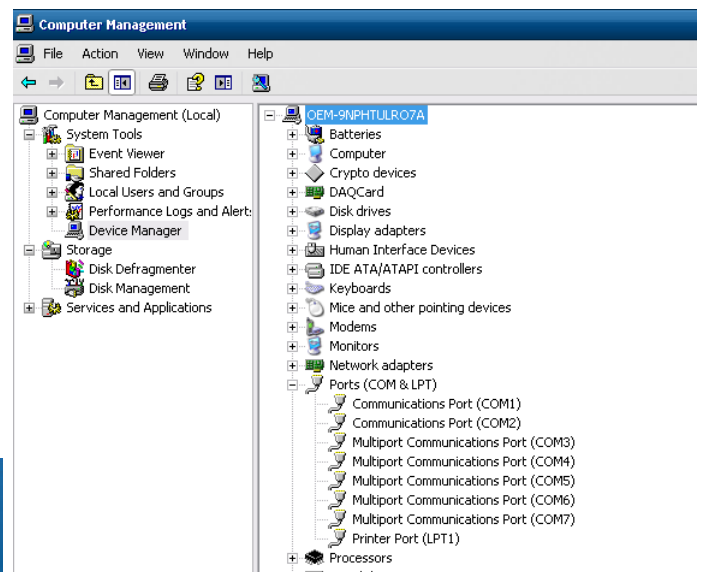 Computer Management
File Action View Window Help
Computer Management (Local)
System Tools
Event Viewer
Shared Folders
Local Users and Groups
Performance Logs and Alert:
Device Manager
Storage
Disk Defragmenter
Disk Management
Services and Applications
OEM-9NPHTULRO7A
Batteries
Computer
Crypto devices
DAQCard
Disk drives
Display adapters
Human Interface Devices
IDE ATA/ATAPI controllers
Keyboards
Mice and other pointing devices
Modems
Monitors
Network adapters
Ports (COM & LPT)
Communications Port (COM1)
Communications Port (COM2)
Multiport Communications Port (COM3)
Multiport Communications Port (COM4)
Multiport Communications Port (COM5)
Multiport Communications Port (COM6)
Multiport Communications Port (COM7)
Printer Port (LPT1)
Processors